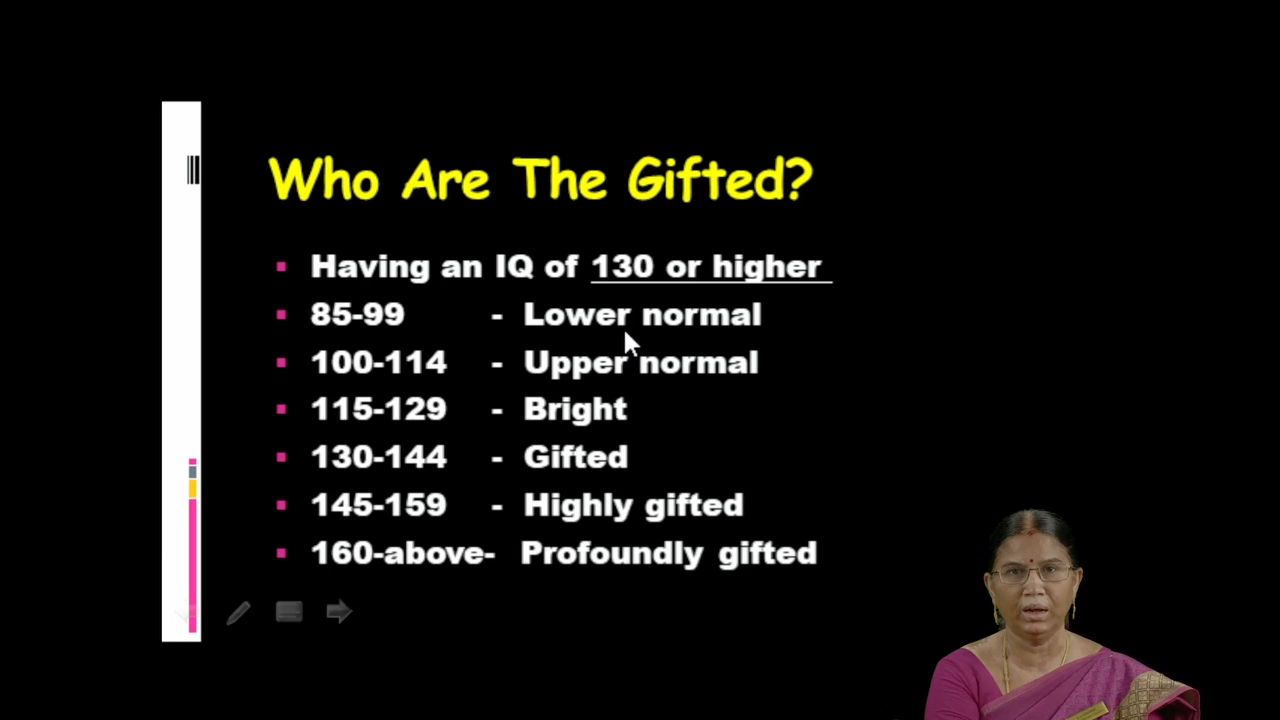 Who Are The Gifted?
Having an IQ of 130 or higher
85-99 - Lower normal
100-114 - Upper normal
115-129 - Bright
130-144 - Gifted
145-159 - Highly gifted
160-above- Profoundly gifted